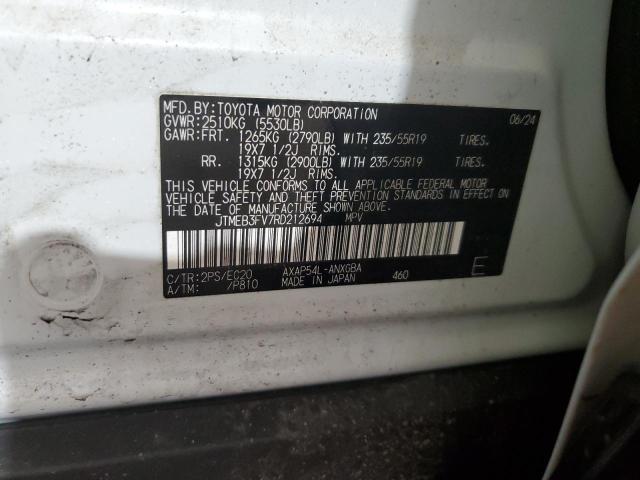 MFD. BY: TOYOTA MOTOR CORPORATION 06/24
GVWR: 2510KG (5530LB)
GAWR: FRT. 1265KG (2790LB) WITH 235/55R19 TIRES.
19X7 1/2J RIMS.
RR. 1315KG (2900LB) WITH 235/55R19 TIRES.
19X7 1/2J RIMS.
THIS VEHICLE CONFORMS TO ALL APPLICABLE FEDERAL MOTOR
VEHICLE SAFETY AND THEFT PREVENTION STANDARDS IN EFFECT
ON THE DATE OF MANUFACTURE SHOWN ABOVE.
JTMEB3FV7RD212694 MPV
C/TR: 2PS/EC20 AXAP54L-ANXGBA E
A/TM: /P810 MADE IN JAPAN 460